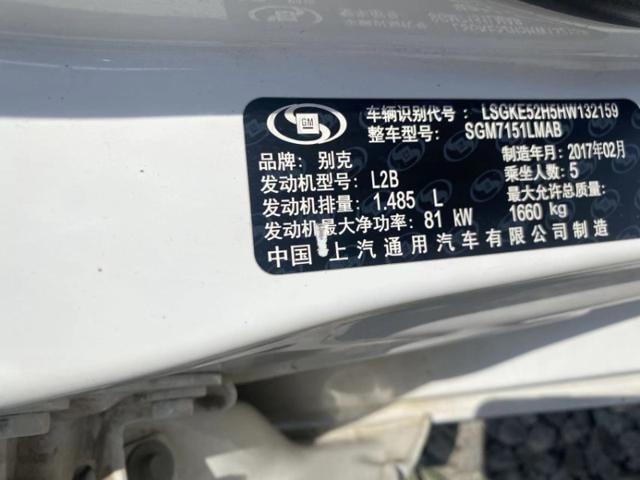 GM
车辆识别代号: LSGKE52H5HW132159
整车型号: SGM7151LMAB
品牌: 别克
制造年月: 2017年02月
发动机型号: L2B
乘坐人数: 5
发动机排量: 1.485 L
最大允许总质量:
发动机最大净功率: 81 kW
1660 kg
中国 上汽通用汽车有限公司制造